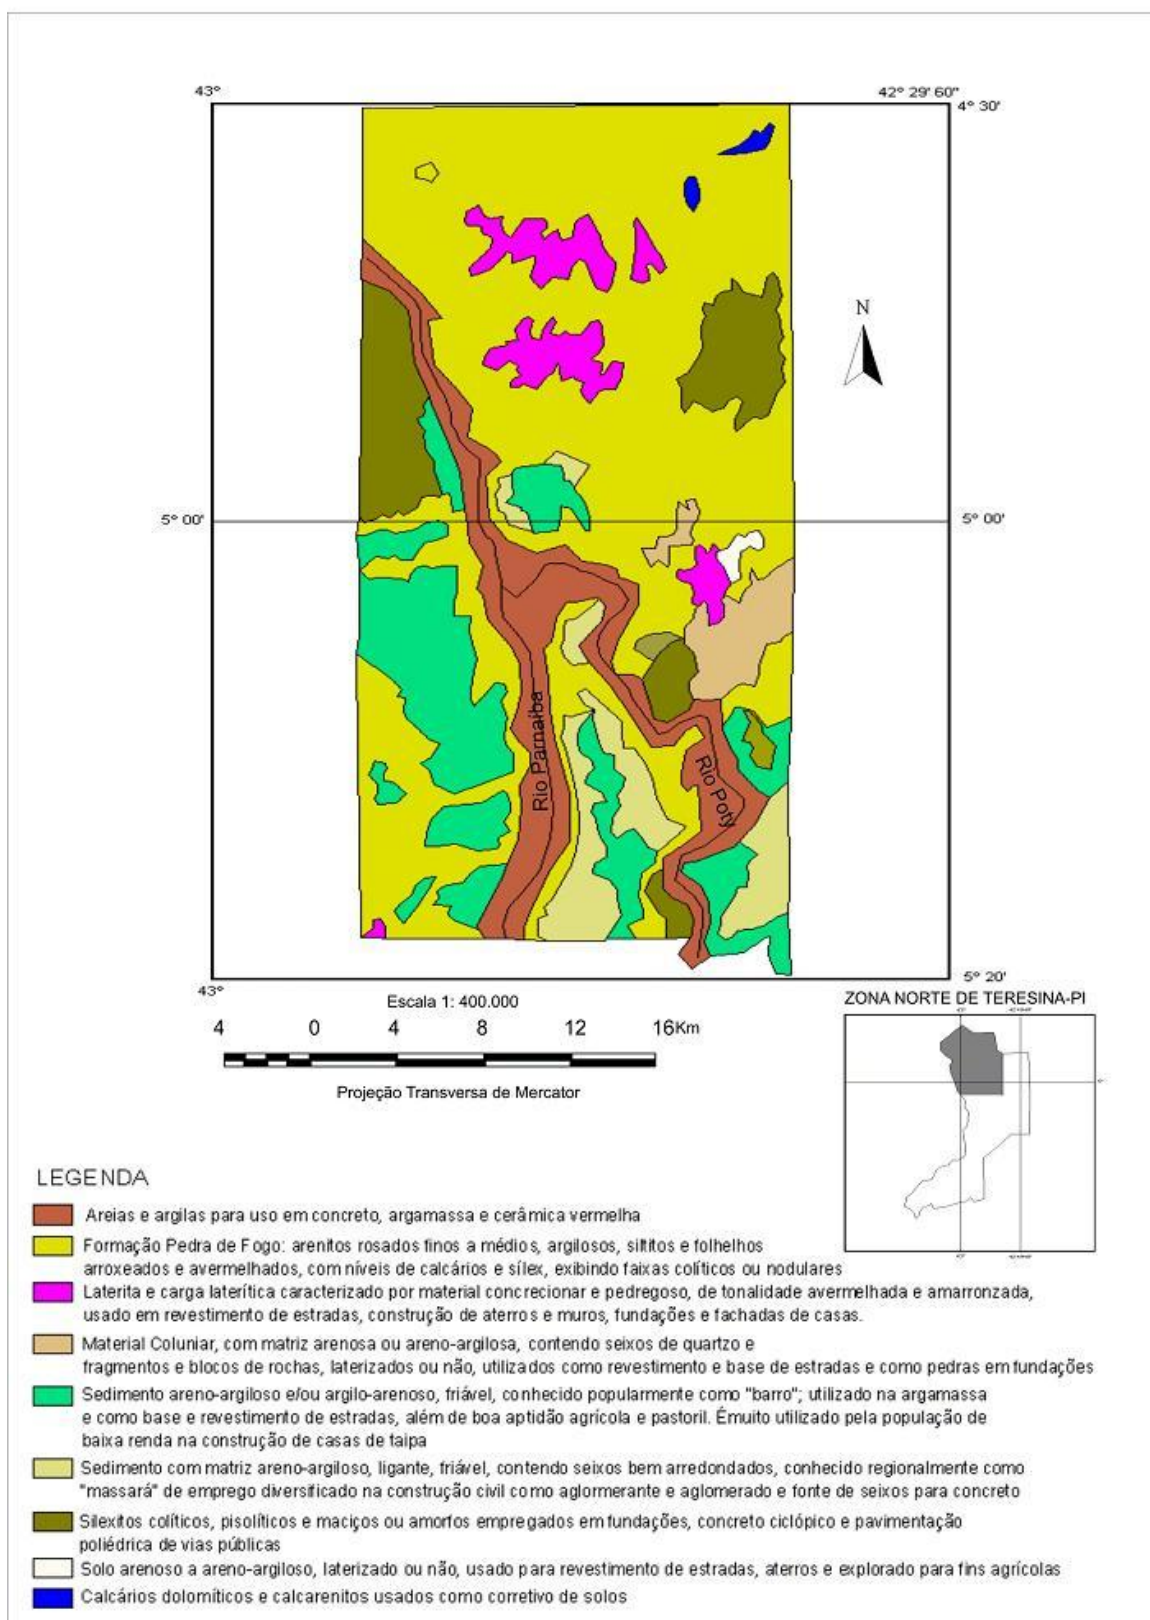 43°
42° 29' 60"
4° 30'
N
5° 00'
5° 00'
Rio Parnaíba
Rio Poty
5° 20'
43°
Escala 1: 400.000
4 0 4 8 12 16 Km
Projeção Transversa de Mercator
ZONA NORTE DE TERESINA-PI
LEGENDA
Areias e argilas para uso em concreto, argamassa e cerâmica vermelha
Formação Pedra de Fogo: arenitos rosados finos a médios, argilosos, siltitos e folhelhos
arroxeados e avermelhados, com níveis de calcários e sílex, exibindo faixas colíticos ou nodulares
Laterita e carga laterítica caracterizado por material concrecionar e pedregoso, de tonalidade avermelhada e amarronzada,
usado em revestimento de estradas, construção de aterros e muros, fundações e fachadas de casas.
Material Coluniar, com matriz arenosa ou areno-argilosa, contendo seixos de quartzo e
fragmentos e blocos de rochas, laterizados ou não, utilizados como revestimento e base de estradas e como pedras em fundações
Sedimento areno-argiloso e/ou argilo-arenoso, friável, conhecido popularmente como "barro"; utilizado na argamassa
e como base e revestimento de estradas, além de boa aptidão agrícola e pastoril. Émuito utilizado pela população de
baixa renda na construção de casas de taipa
Sedimento com matriz areno-argiloso, ligante, friável, contendo seixos bem arredondados, conhecido regionalmente como
"massará" de emprego diversificado na construção civil como aglormerante e aglomerado e fonte de seixos para concreto
Silexitos colíticos, pisolíticos e maciços ou amorfos empregados em fundações, concreto ciclópico e pavimentação
poliédrica de vias públicas
Solo arenoso a areno-argiloso, laterizado ou não, usado para revestimento de estradas, aterros e explorado para fins agrícolas
Calcários dolomíticos e calcarenitos usados como corretivo de solos